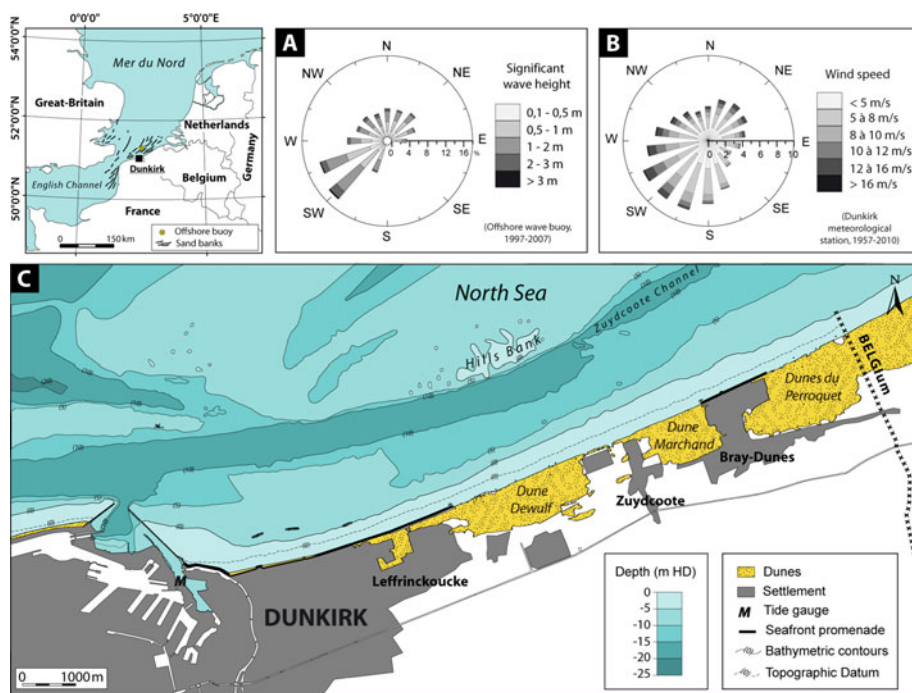 0°0'0"
5°0'0"E
54°0'0"N
52°0'0"N
50°0'0"N
Mer du Nord
Great-Britain
Netherlands
Germany
Dunkirk
Belgium
English Channel
France
0
150 km
Offshore buoy
Sand banks
A
N
NW
NE
W
E
SW
SE
S
0 4 8 12 16 %
Significant
wave height
0,1 - 0,5 m
0,5 - 1 m
1 - 2 m
2 - 3 m
> 3 m
(Offshore wave buoy,
1997-2007)
B
N
NW
NE
W
E
SW
SE
S
0 2 4 6 8 10
Wind speed
< 5 m/s
5 à 8 m/s
8 à 10 m/s
10 à 12 m/s
12 à 16 m/s
> 16 m/s
(Dunkirk
meteorological
station, 1957-2010)
C
North Sea
Zuydcoote Channel
Hills Bank
N
BELGIUM
Dunes du
Perroquet
Dune
Marchand
Bray-Dunes
Dune
Dewulf
Zuydcoote
Leffrinckoucke
M
DUNKIRK
0
1000 m
Depth (m HD)
0
-5
-10
-15
-20
-25
Dunes
Settlement
M Tide gauge
Seafront promenade
Bathymetric contours
Topographic Datum